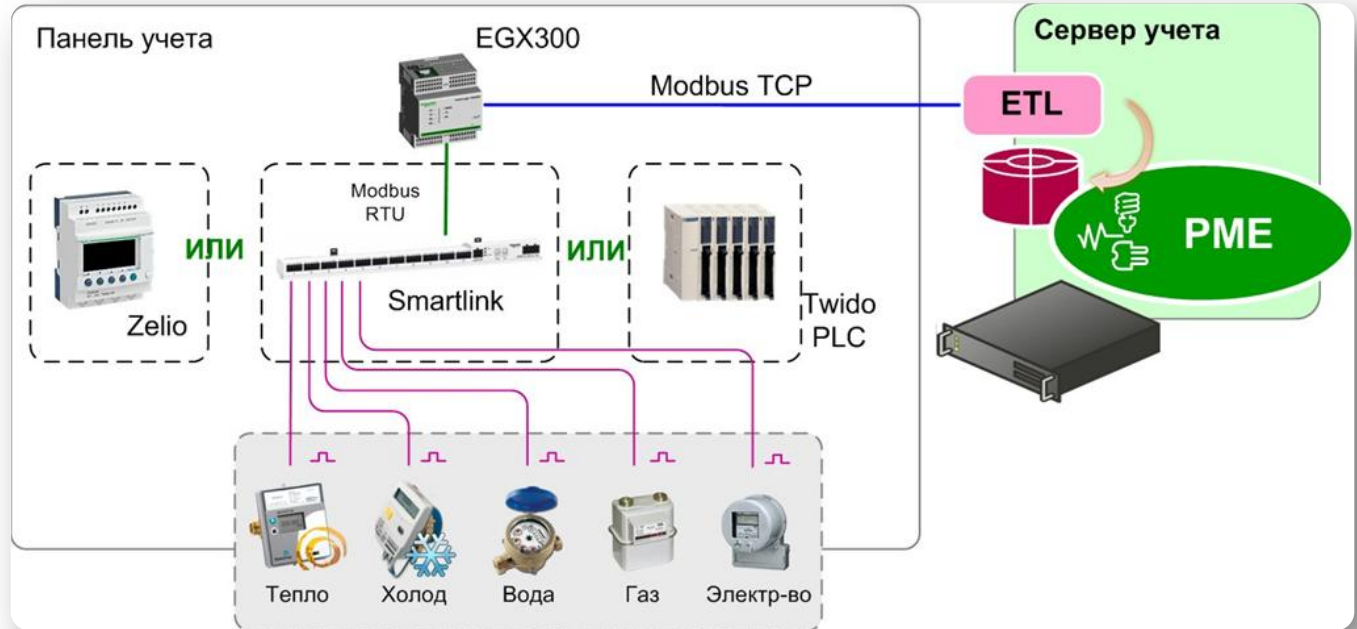 Панель учета
EGX300
Сервер учета
Modbus TCP
ETL
Modbus
RTU
PME
ИЛИ
ИЛИ
Zelio
Smartlink
Twido
PLC
Тепло
Холод
Вода
Газ
Электр-во